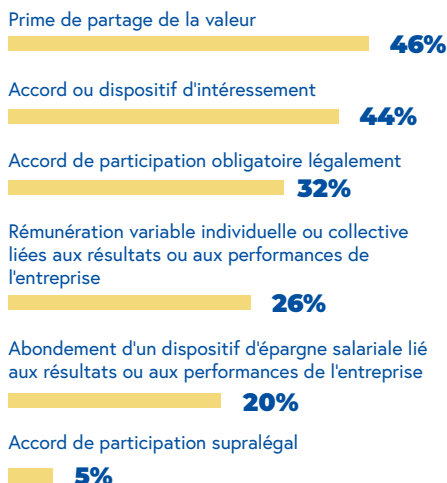 Prime de partage de la valeur
46%
Accord ou dispositif d'intéressement
44%
Accord de participation obligatoire légalement
32%
Rémunération variable individuelle ou collective
liées aux résultats ou aux performances de
l'entreprise
26%
Abondement d'un dispositif d'épargne salariale lié
aux résultats ou aux performances de l'entreprise
20%
Accord de participation supralégal
5%